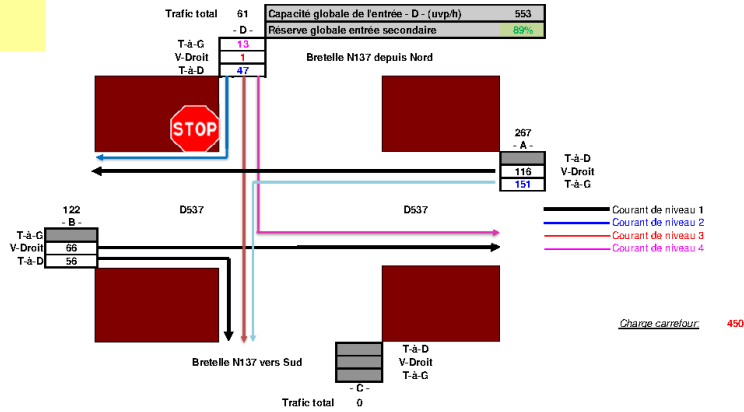 Trafic total 61 Capacité globale de l'entrée - D - (uvp/h) 553
- D - Réserve globale entrée secondaire 89%
T-à-G 13
V-Droit 1 Bretelle N137 depuis Nord
T-à-D 47
STOP
267
- A -
T-à-D
116 V-Droit
151 T-à-G
122 D537 D537 Courant de niveau 1
- B - Courant de niveau 2
T-à-G Courant de niveau 3
V-Droit 66 Courant de niveau 4
T-à-D 56
Charge carrefour: 450
T-à-D
Bretelle N137 vers Sud V-Droit
T-à-G
- C -
Trafic total 0